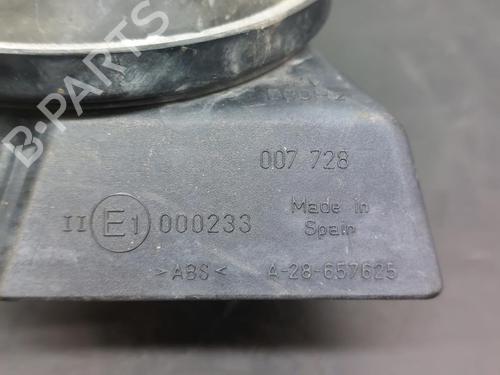 B-PARTS
007 728
II E1 000233
Made in
Spain
>ABS< A-28-657625